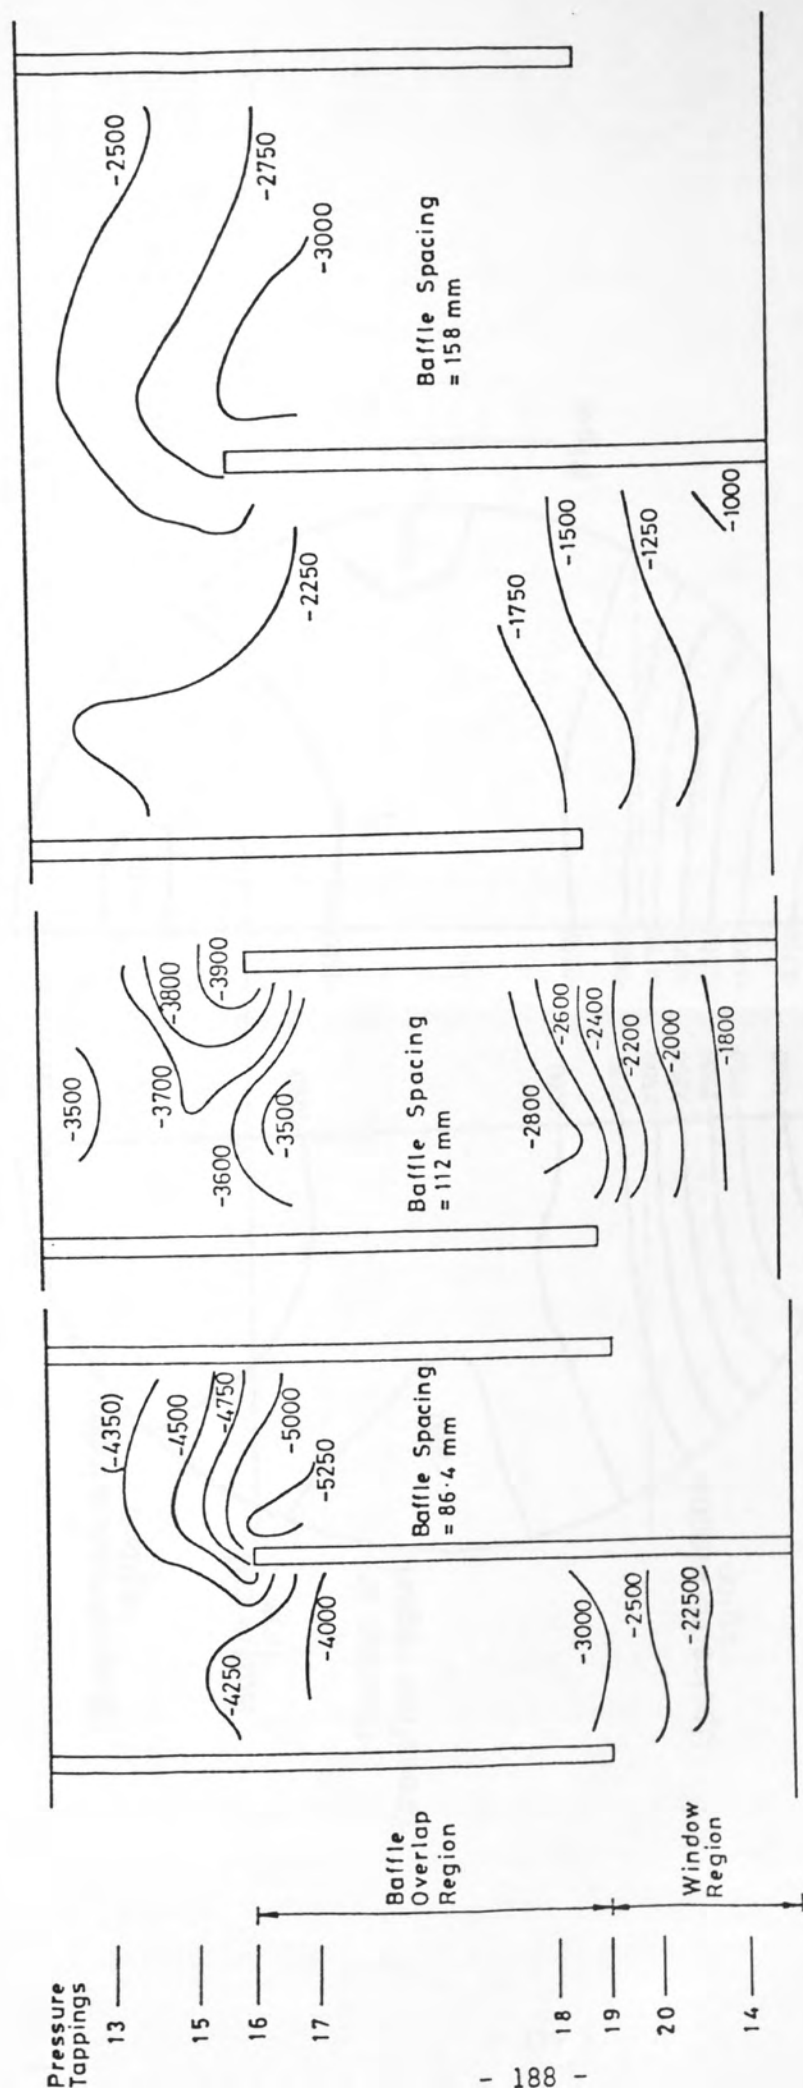 Pressure
Tappings
13
15
16
17
18
19
20
14
Baffle
Overlap
Region
Window
Region
(-4350)
-4500
-4750
-5000
-5250
-4250
-4000
-3000
-2500
-22500
Baffle Spacing
= 86·4 mm
-3500
-3700
-3800
-3900
-3600
-3500
-2800
-2600
-2400
-2200
-2000
-1800
Baffle Spacing
= 112 mm
-2500
-2750
-3000
-2250
-1750
-1500
-1250
-1000
Baffle Spacing
= 158 mm
- 188 -